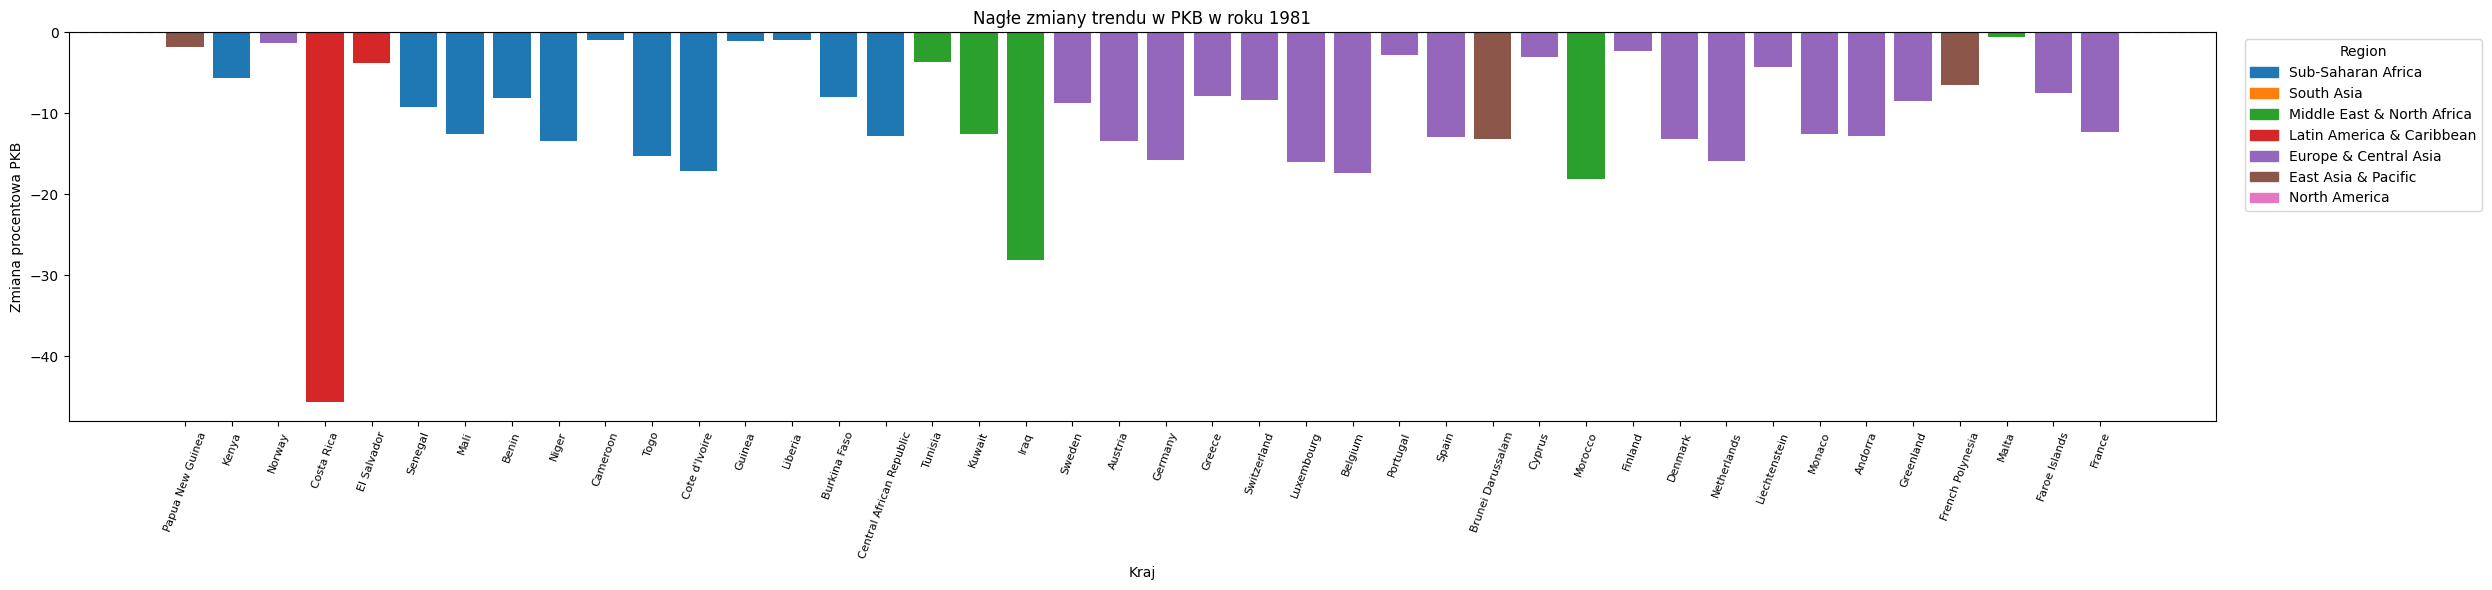 Nagłe zmiany trendu w PKB w roku 1981
Zmiana procentowa PKB
0
−10
−20
−30
−40
Papua New Guinea
Kenya
Norway
Costa Rica
El Salvador
Senegal
Mali
Benin
Niger
Cameroon
Togo
Cote d'Ivoire
Guinea
Liberia
Burkina Faso
Central African Republic
Tunisia
Kuwait
Iraq
Sweden
Austria
Germany
Greece
Switzerland
Luxembourg
Belgium
Portugal
Spain
Brunei Darussalam
Cyprus
Morocco
Finland
Denmark
Netherlands
Liechtenstein
Monaco
Andorra
Greenland
French Polynesia
Malta
Faroe Islands
France
Kraj
Region
Sub-Saharan Africa
South Asia
Middle East & North Africa
Latin America & Caribbean
Europe & Central Asia
East Asia & Pacific
North America